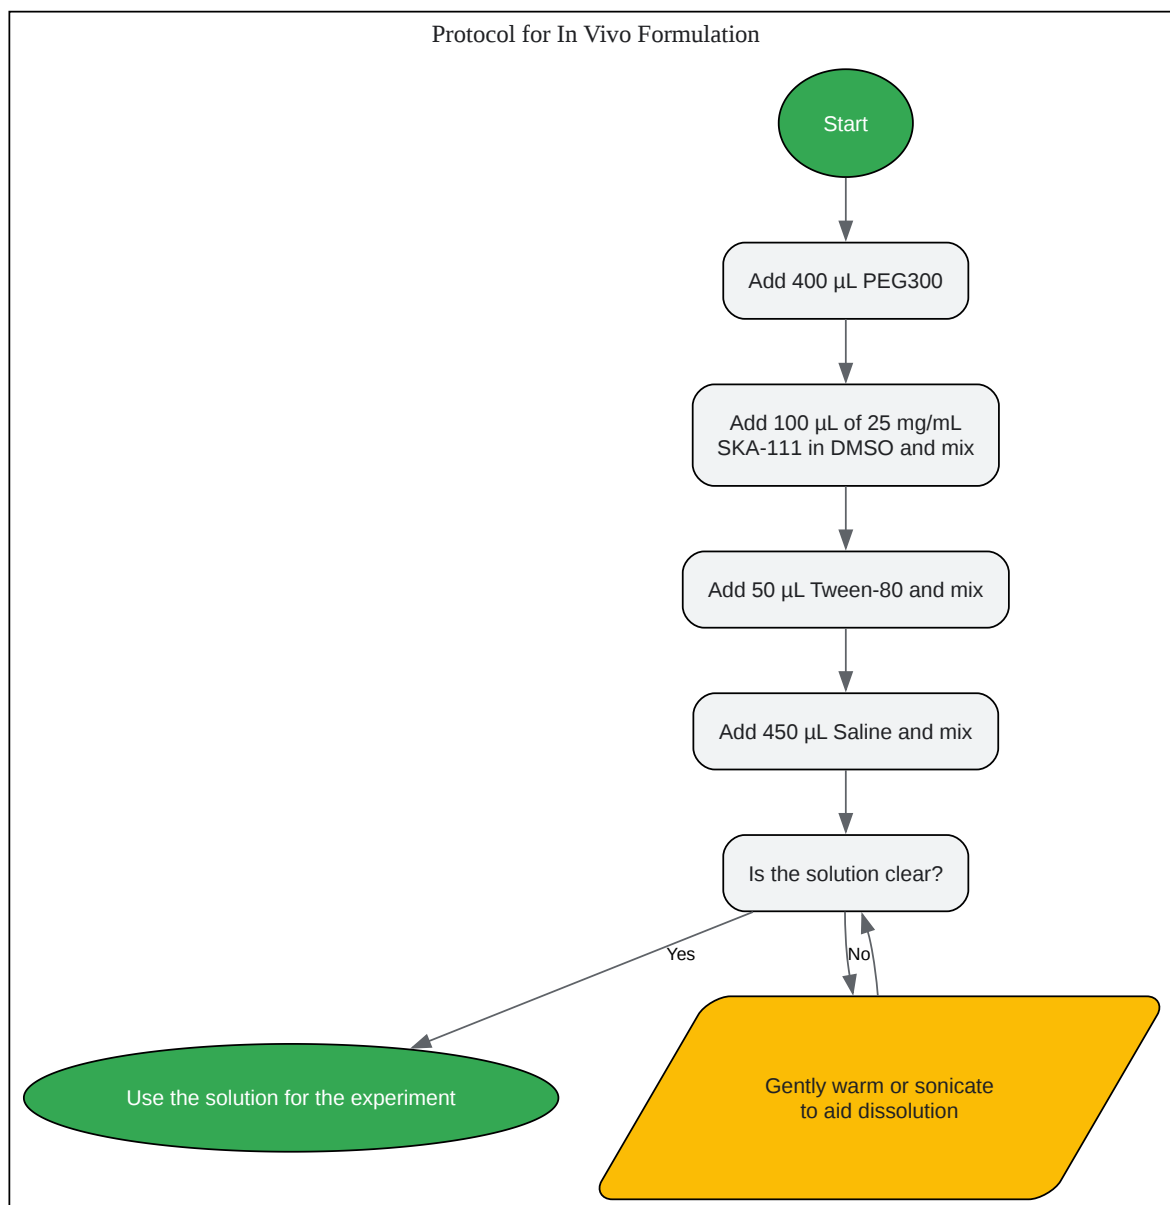 Protocol for In Vivo Formulation
Start
Add 400 µL PEG300
Add 100 µL of 25 mg/mL
SKA-111 in DMSO and mix
Add 50 µL Tween-80 and mix
Add 450 µL Saline and mix
Is the solution clear?
Yes
No
Use the solution for the experiment
Gently warm or sonicate
to aid dissolution